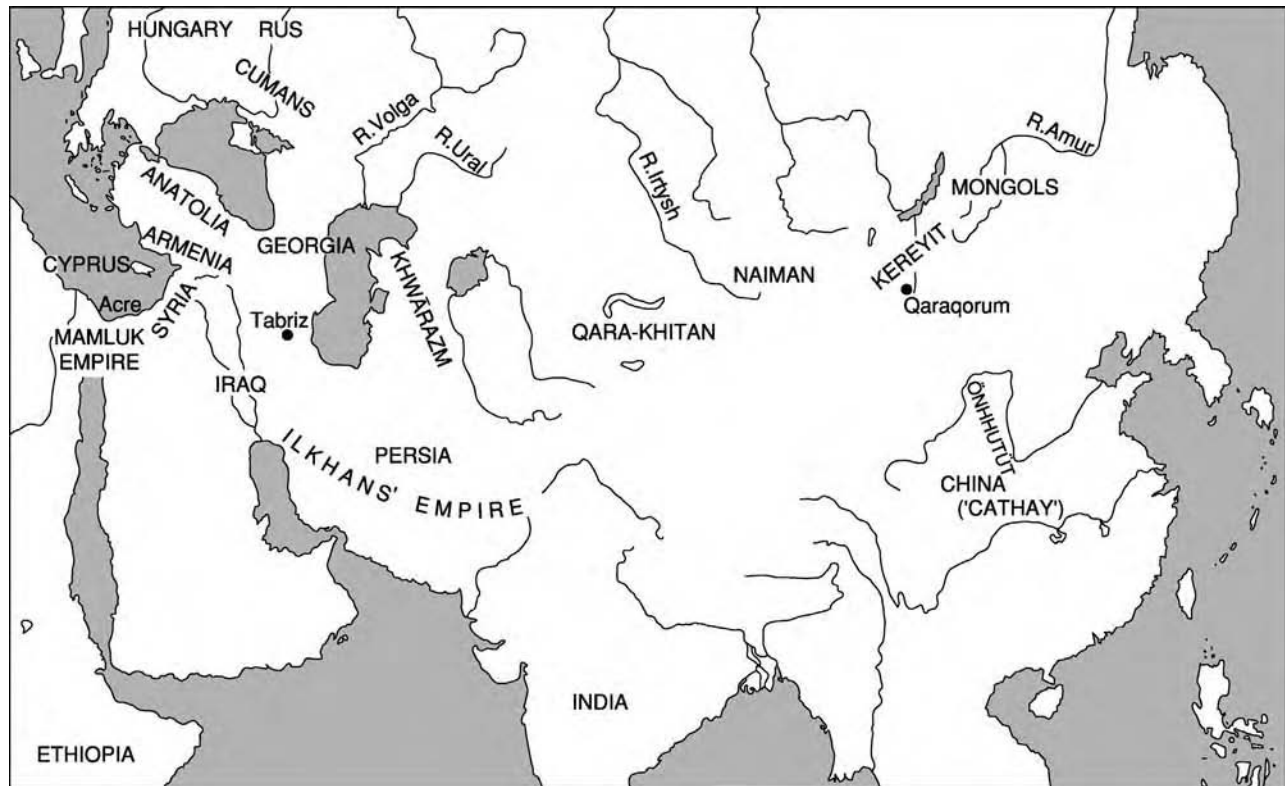 HUNGARY
RUS
CUMANS
R.Volga
R.Ural
R.Irtysh
R.Amur
MONGOLS
ANATOLIA
ARMENIA
GEORGIA
CYPRUS
KHWĀRAZM
NAIMAN
KEREYIT
Qaraqorum
Acre
SYRIA
Tabriz
QARA-KHITAN
MAMLUK
EMPIRE
IRAQ
ÖNHHUTÜT
PERSIA
ILKHANS' EMPIRE
CHINA
('CATHAY')
INDIA
ETHIOPIA